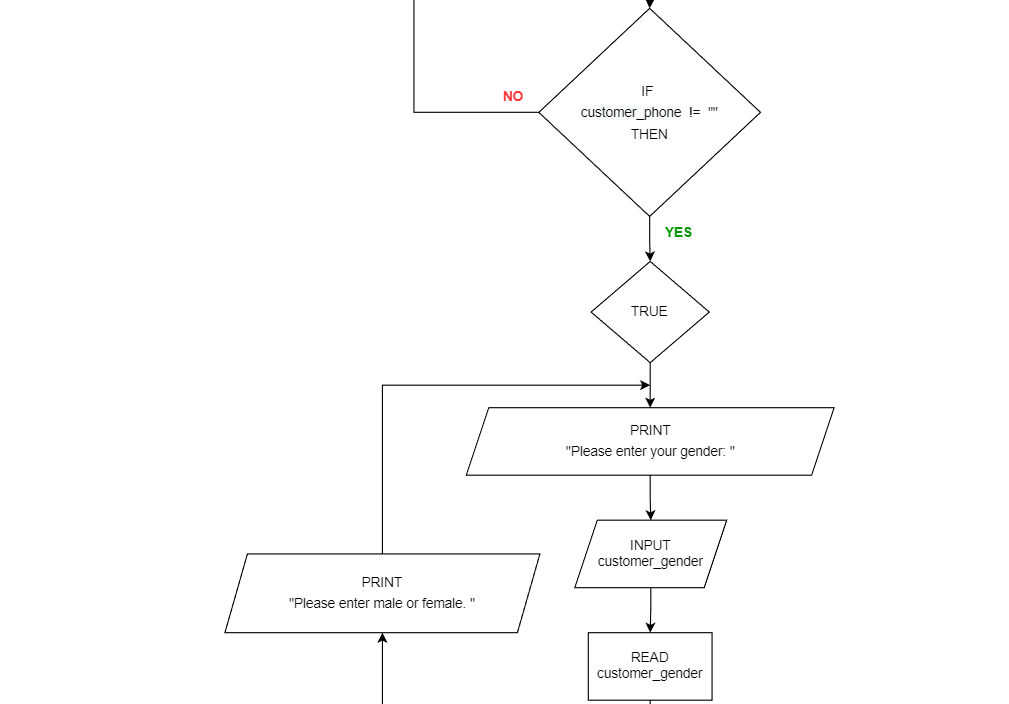 IF
NO
customer_phone != ""
THEN
YES
TRUE
PRINT
"Please enter your gender: "
INPUT
customer_gender
PRINT
"Please enter male or female. "
READ
customer_gender